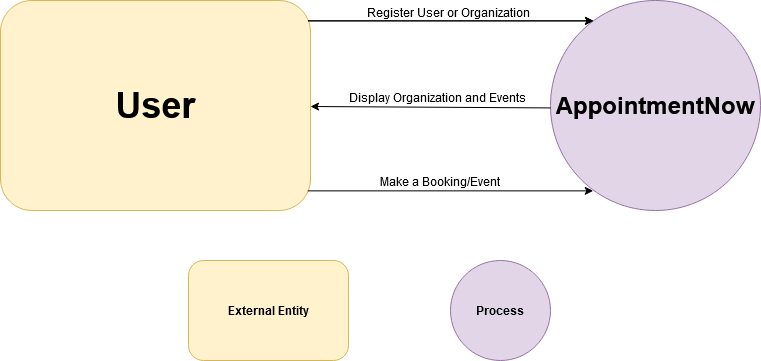 Register User or Organization
User
Display Organization and Events
AppointmentNow
Make a Booking/Event
External Entity
Process